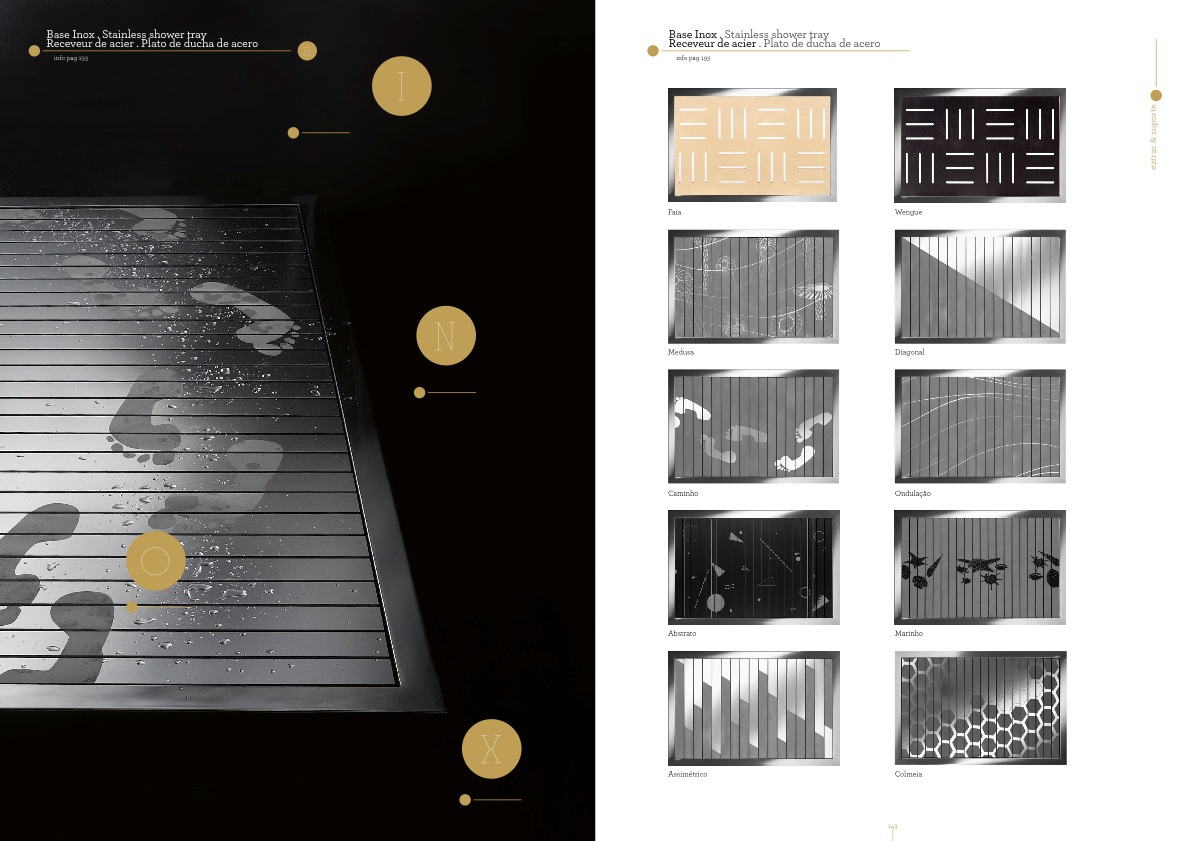 Base Inox . Stainless shower tray
Receveur de acier . Plato de ducha de acero
info pag 193
I
N
O
X
Base Inox . Stainless shower tray
Receveur de acier . Plato de ducha de acero
info pag 193
extras & suporte
Faia
Wengue
Medusa
Diagonal
Caminho
Ondulação
Abstrato
Marinho
Assimétrico
Colmeia
143